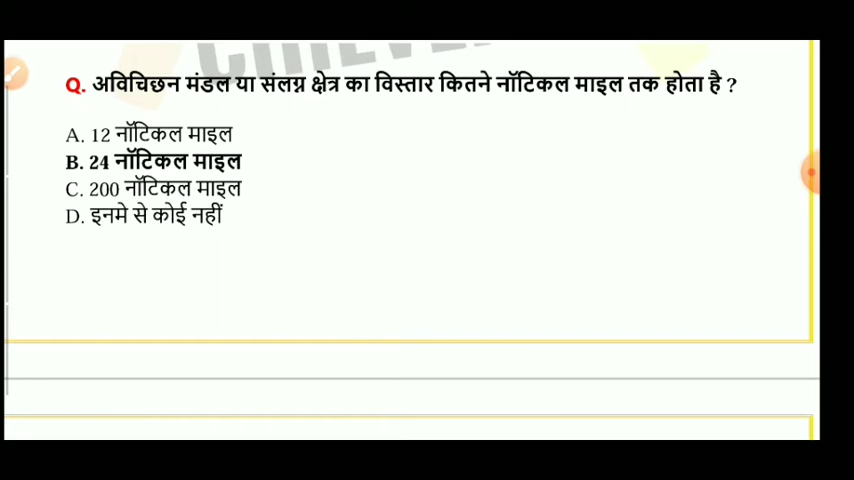 Q. अविचिछन मंडल या संलग्न क्षेत्र का विस्तार कितने नॉटिकल माइल तक होता है ?
A. 12 नॉटिकल माइल
B. 24 नॉटिकल माइल
C. 200 नॉटिकल माइल
D. इनमे से कोई नहीं